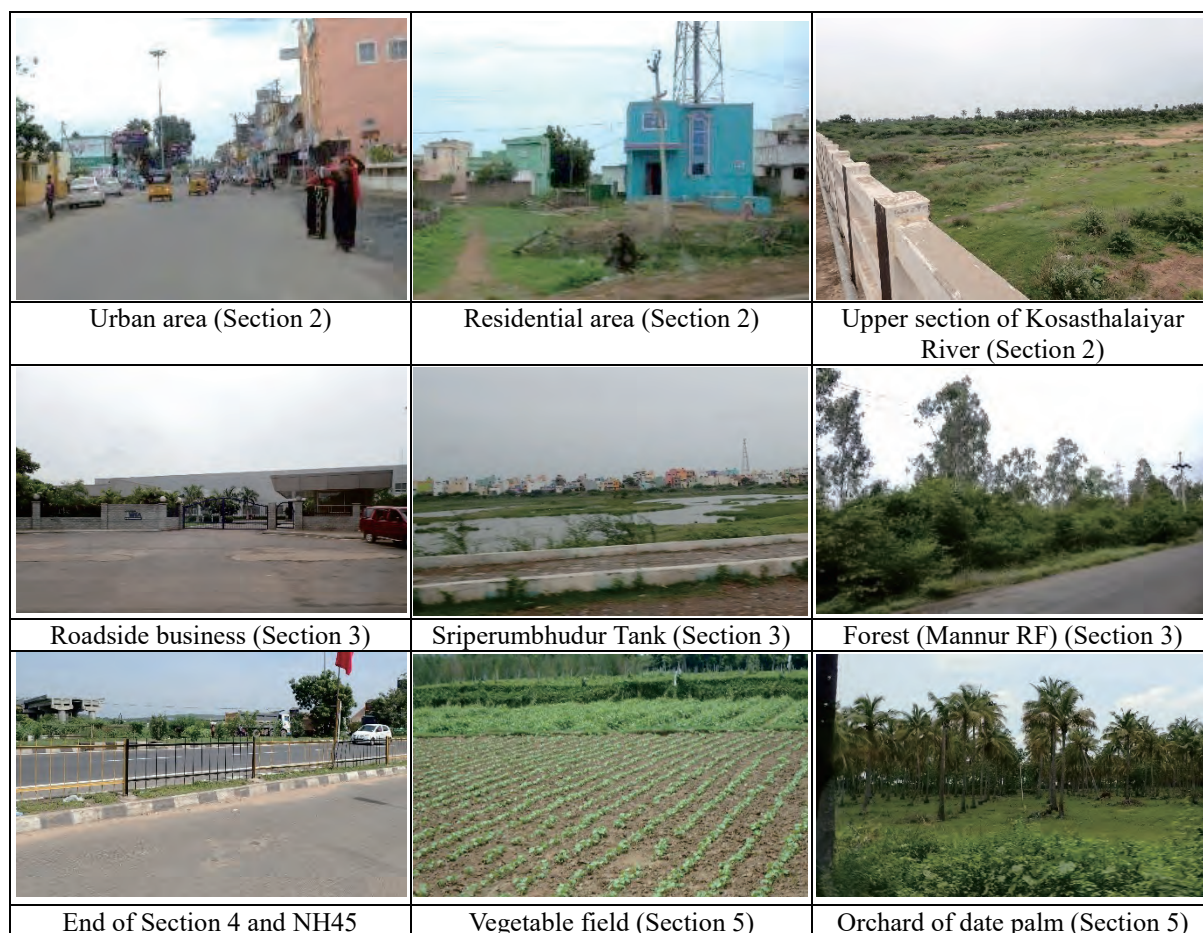 Urban area (Section 2)
Residential area (Section 2)
Upper section of Kosasthalaiyar
River (Section 2)
Roadside business (Section 3)
Sriperumbhudur Tank (Section 3)
Forest (Mannur RF) (Section 3)
End of Section 4 and NH45
Vegetable field (Section 5)
Orchard of date palm (Section 5)